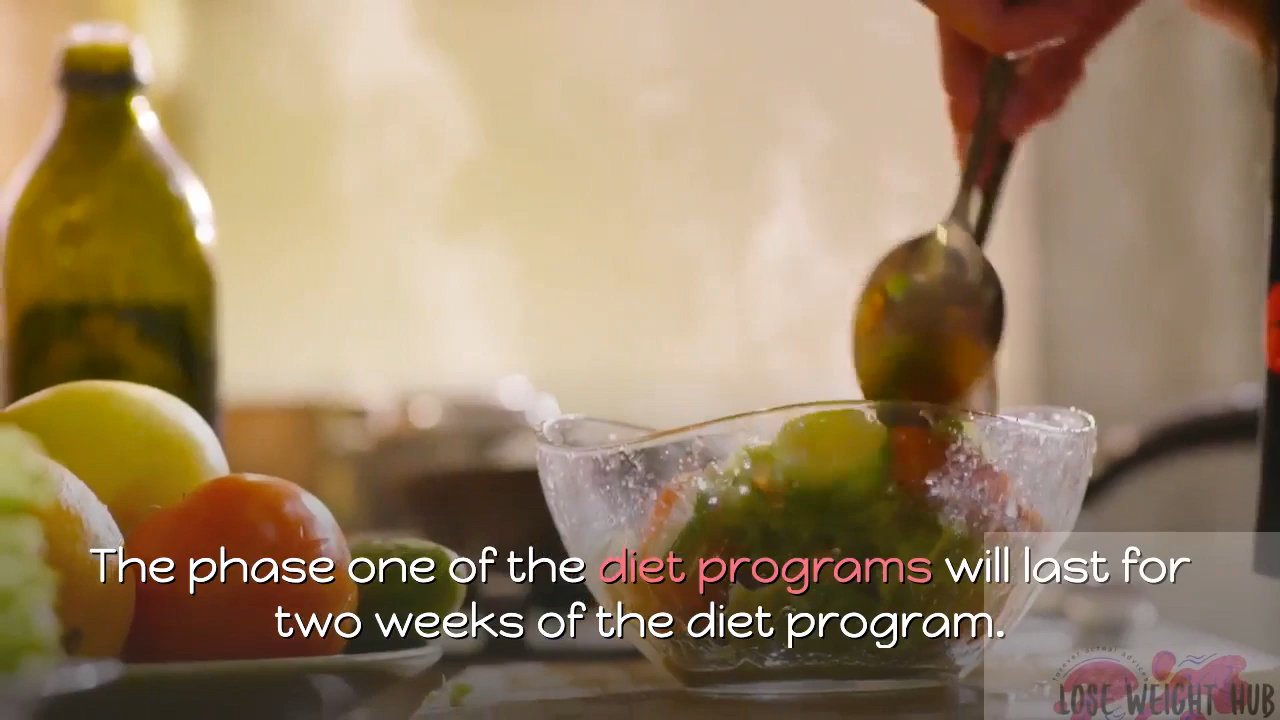 The phase one of the diet programs will last for
two weeks of the diet program.
LOSE WEIGHT HUB